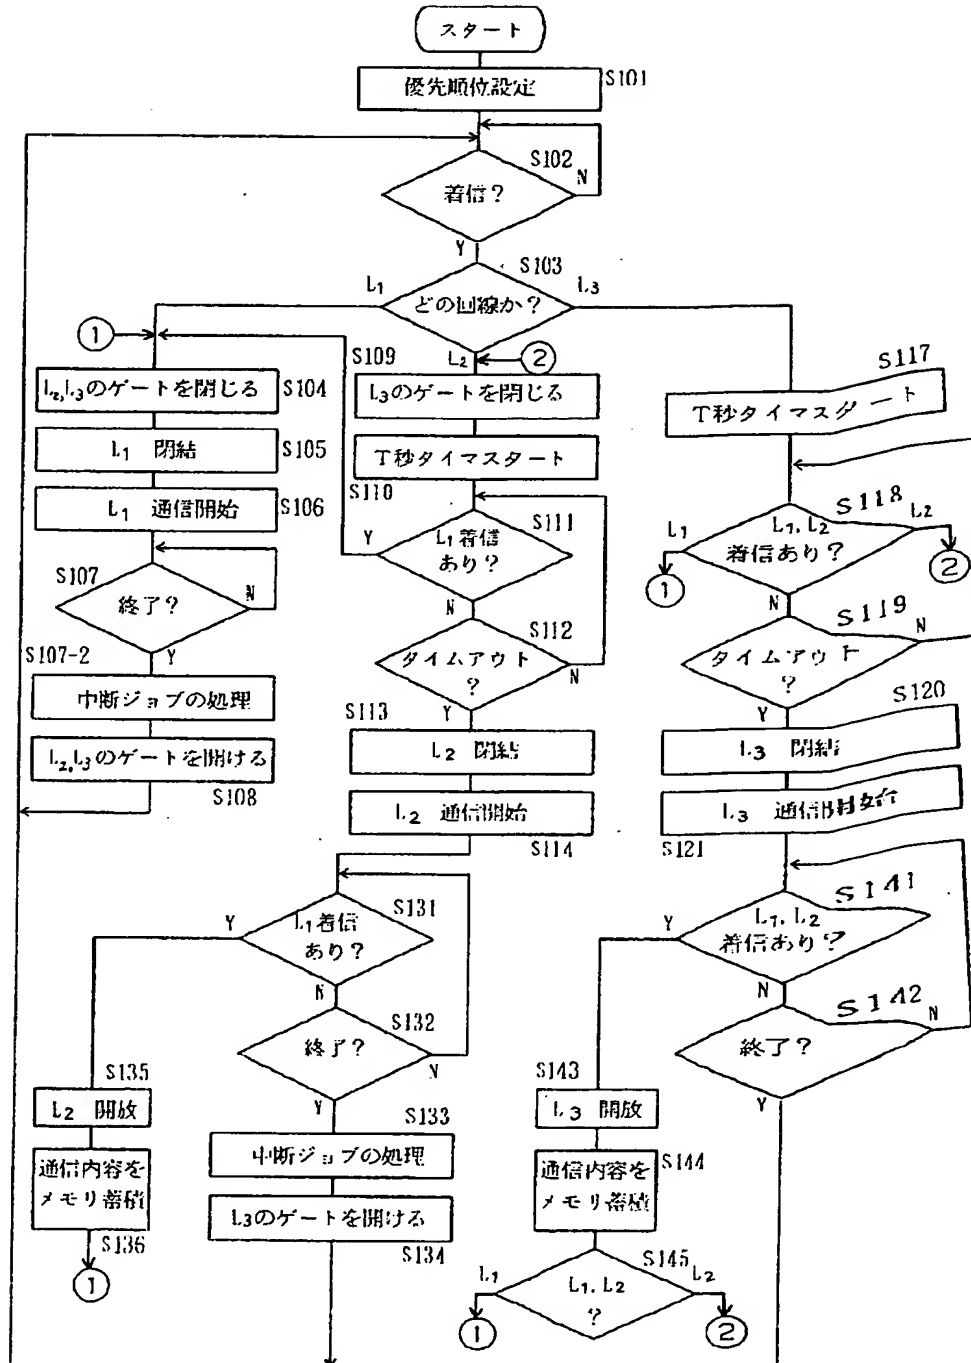 スタート
優先順位設定
S101
S102
着信?
N
Y
S103
L1
どの回線か?
L3
①
S109
L2
②
L2,L3のゲートを閉じる
S104
L3のゲートを閉じる
S117
T秒タイマスタート
L1 閉結
S105
T秒タイマスタート
S110
L1 通信開始
S106
S111
L1着信
あり?
Y
N
S118
L1
L1,L2
着信あり?
L2
①
②
N
S107
終了?
N
Y
S107-2
S112
タイムアウト
?
N
Y
S119
N
タイムアウト
?
Y
中断ジョブの処理
L2,L3のゲートを開ける
S108
S113
L2 閉結
L2 通信開始
S114
S120
L3 閉結
L3 通信開始
S121
S131
L1着信
あり?
Y
N
S141
L1,L2
着信あり?
Y
N
S132
終了?
N
Y
S142
終了?
N
Y
S135
L2 開放
通信内容を
メモリ蓄積
S136
①
S133
中断ジョブの処理
L3のゲートを開ける
S134
S143
L3 開放
通信内容を
メモリ蓄積
S144
S145
L1
L1,L2
?
L2
①
②